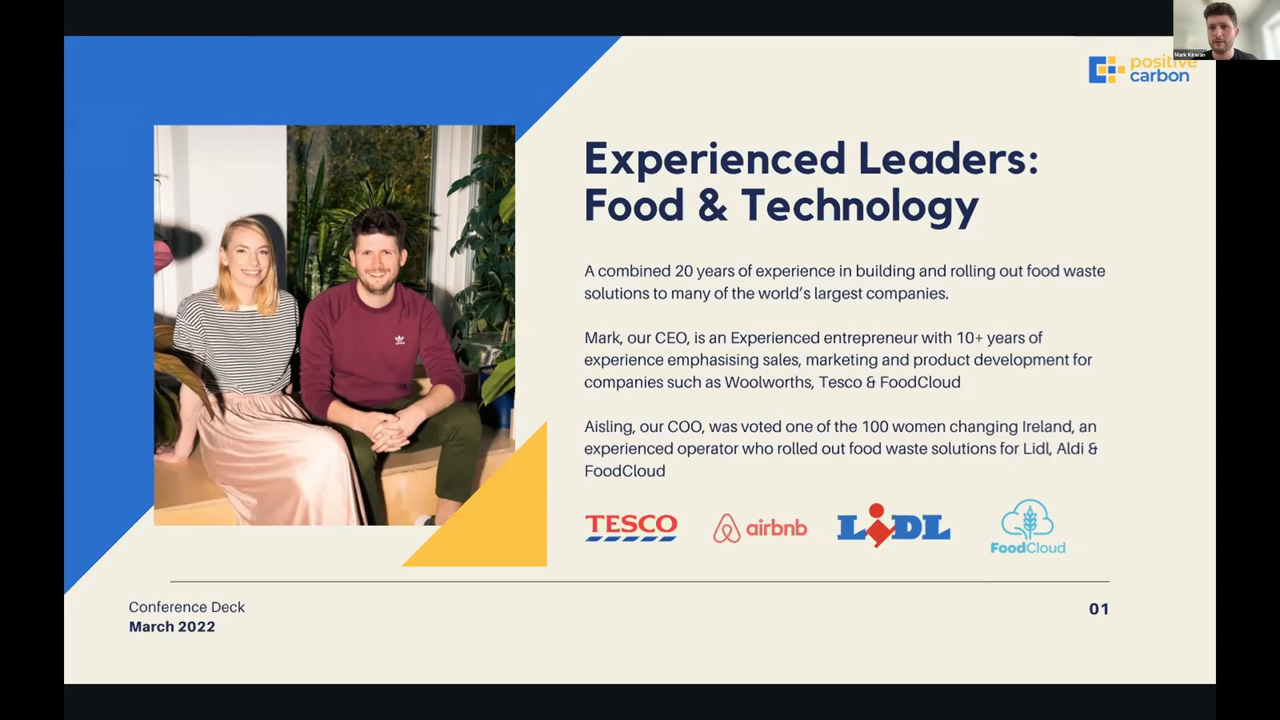 Mark Kirwan
positive
carbon
Experienced Leaders:
Food & Technology
A combined 20 years of experience in building and rolling out food waste
solutions to many of the world's largest companies.
Mark, our CEO, is an Experienced entrepreneur with 10+ years of
experience emphasising sales, marketing and product development for
companies such as Woolworths, Tesco & FoodCloud
Aisling, our COO, was voted one of the 100 women changing Ireland, an
experienced operator who rolled out food waste solutions for Lidl, Aldi &
FoodCloud
TESCO airbnb LiDL FoodCloud
Conference Deck
March 2022
01